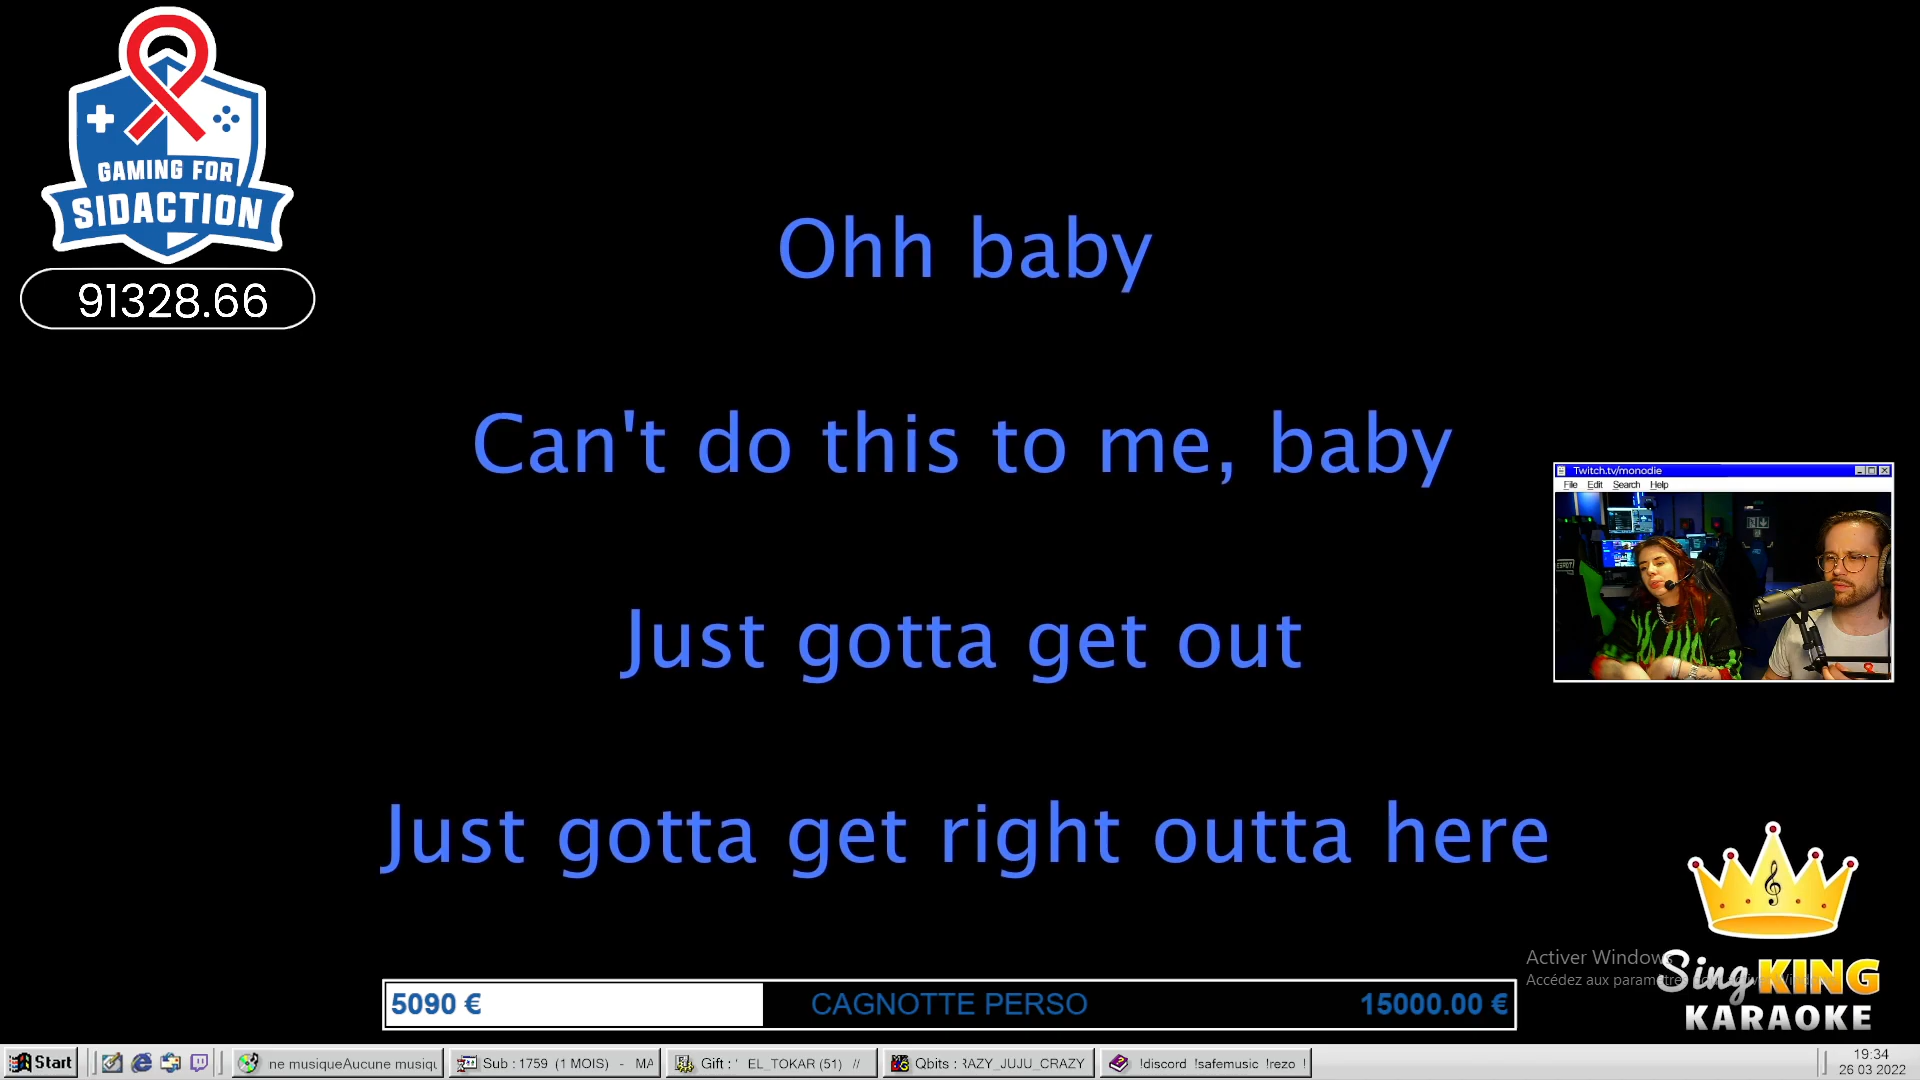 GAMING FOR
SIDACTION
91328.66
Ohh baby
Can't do this to me, baby
Just gotta get out
Just gotta get right outta here
Twitch.tv/monodie
File Edit Search Help
Activer Windows
Accédez aux paramètres
Sing KING
KARAOKE
5090 € CAGNOTTE PERSO 15000.00 €
Start
ne musiqueAucune musiqu
Sub : 1759 (1 MOIS) - MA
Gift : ' EL_TOKAR (51) //
Qbits : RAZY_JUJU_CRAZY
!discord !safemusic !rezo !
19:34
26 03 2022